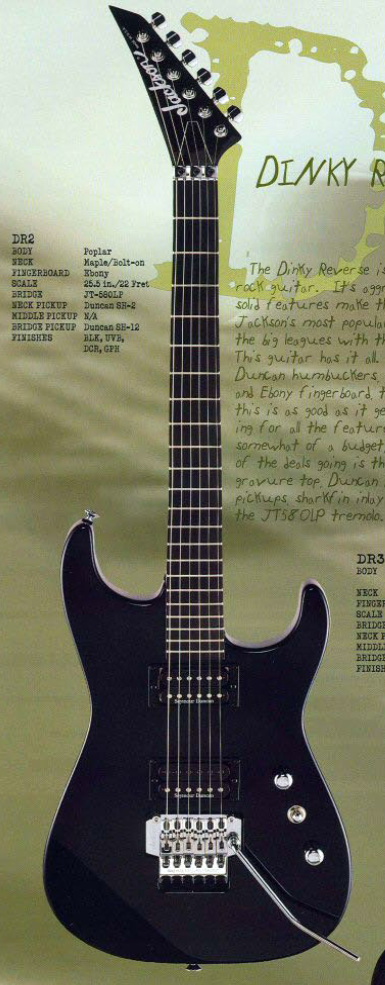 Jackson
DINKY R
DR2
BODY Poplar
NECK Maple/Bolt-on
FINGERBOARD Ebony
SCALE 25.5 in./22 Fret
BRIDGE JT-580LP
NECK PICKUP Duncan SH-2
MIDDLE PICKUP N/A
BRIDGE PICKUP Duncan SH-12
FINISHES BLK, UVB,
DCR, GPH
The Dinky Reverse is
rock guitar. It's aggr
solid features make th
Jackson's most popula
the big leagues with th
This guitar has it all
Duncan humbuckers
and Ebony fingerboard t
this is as good as it ge
ing for all the feature
somewhat of a budget,
of the deals going is th
gravure top, Duncan
pickups sharkfin inlay
the JT580LP tremolo.
DR3
BODY
NECK
FINGER
SCALE
BRIDGE
NECK P
MIDDL
BRIDGE
FINISH
Seymour Duncan
Seymour Duncan